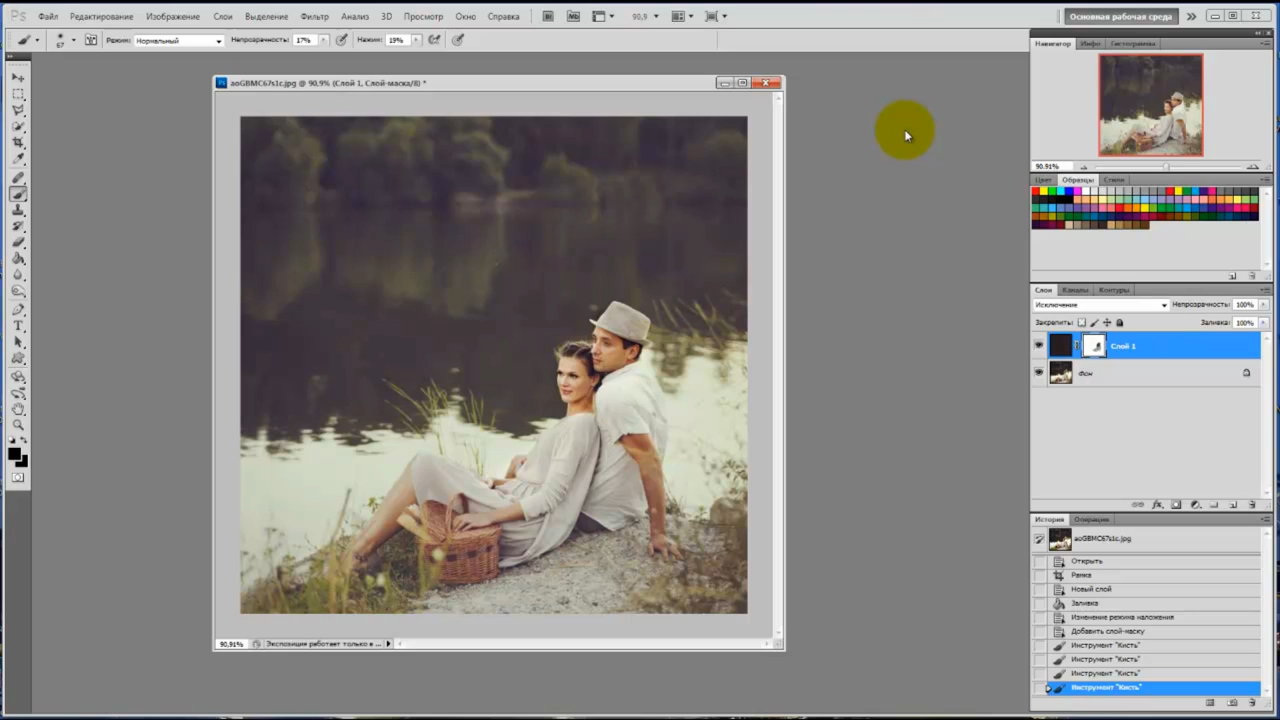 Ps Файл Редактирование Изображение Слои Выделение Фильтр Анализ 3D Просмотр Окно Справка Br Mb 90,9 Основная рабочая среда
67 Режим: Нормальный Непрозрачность: 17% Нажим: 19%
aoGBMC67s1c.jpg @ 90,9% (Слой 1, Слой-маска/8) *
90,91% Экспозиция работает только в ...
Навигатор Инфо Гистограмма
90.91%
Цвет Образцы Стили
Слои Каналы Контуры
Исключение Непрозрачность: 100%
Закрепить: Заливка: 100%
Слой 1
Фон
История Операции
aoGBMC67s1c.jpg
Открыть
Рамка
Новый слой
Заливка
Изменение режима наложения
Добавить слой-маску
Инструмент "Кисть"
Инструмент "Кисть"
Инструмент "Кисть"
Инструмент "Кисть"